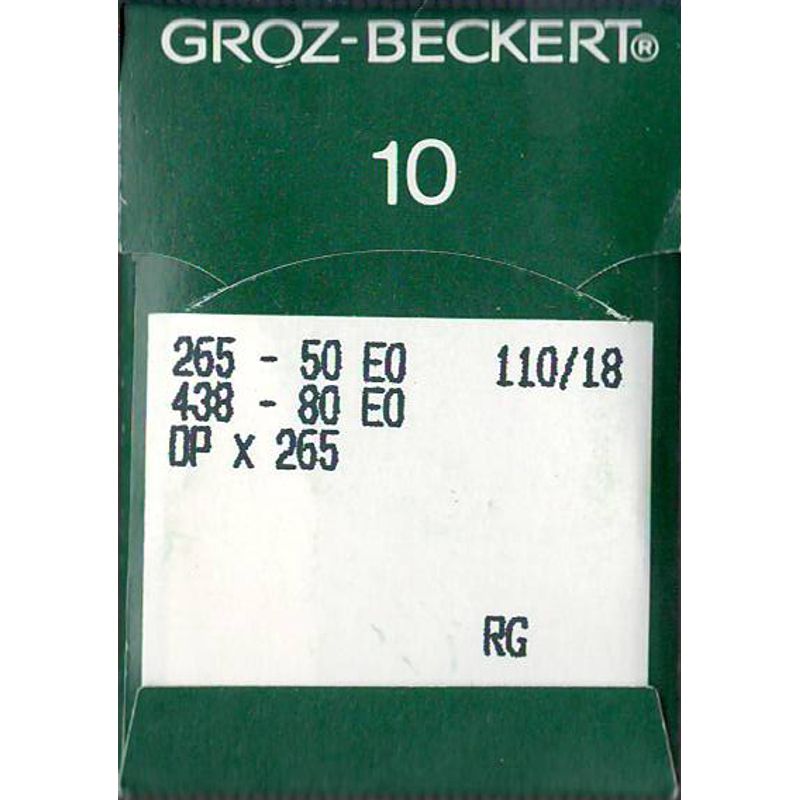 GROZ-BECKERT®
10
265 - 50 EO 110/18
438 - 80 EO
DP x 265
RG